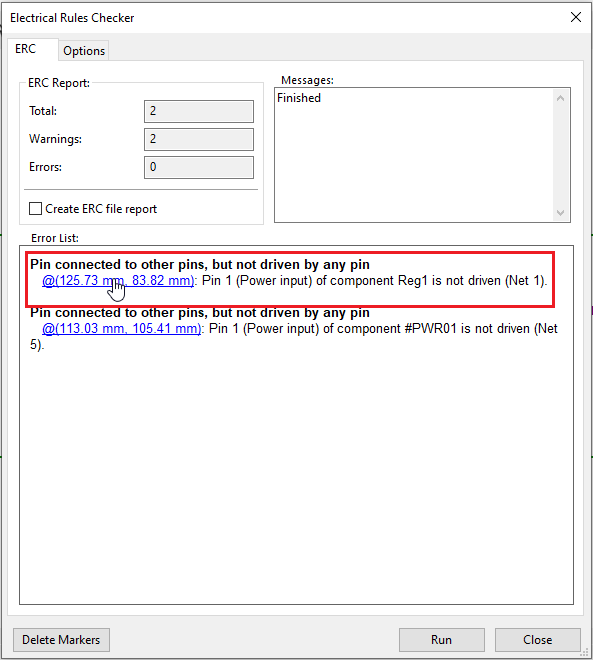 Electrical Rules Checker
ERC
Options
ERC Report:
Total:
2
Warnings:
2
Errors:
0
Create ERC file report
Messages:
Finished
Error List:
Pin connected to other pins, but not driven by any pin
@(125.73 mm, 83.82 mm): Pin 1 (Power input) of component Reg1 is not driven (Net 1).
Pin connected to other pins, but not driven by any pin
@(113.03 mm, 105.41 mm): Pin 1 (Power input) of component #PWR01 is not driven (Net
5).
Delete Markers
Run
Close